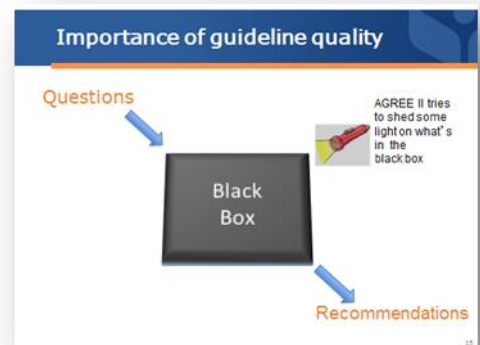 Importance of guideline quality
Questions
AGREE II tries
to shed some
light on what's
in the
black box
Black
Box
Recommendations
15